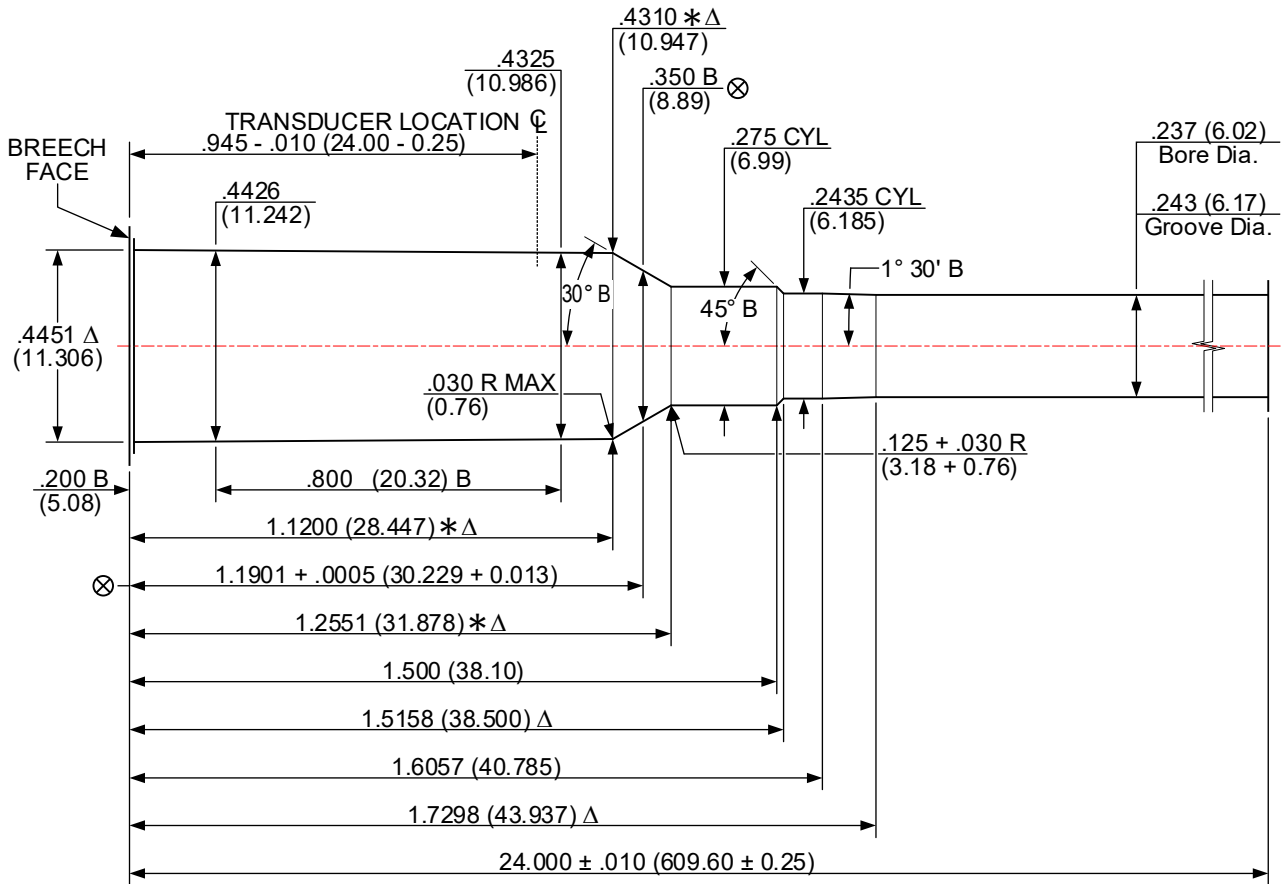 .4310 ∗ Δ
(10.947)
.4325
(10.986)
.350 B ⊗
(8.89)
TRANSDUCER LOCATION ℄
.945 - .010 (24.00 - 0.25)
BREECH
FACE
.275 CYL
(6.99)
.237 (6.02)
Bore Dia.
.4426
(11.242)
.2435 CYL
(6.185)
.243 (6.17)
Groove Dia.
1° 30' B
30° B
45° B
.4451 Δ
(11.306)
.030 R MAX
(0.76)
.125 + .030 R
(3.18 + 0.76)
.200 B
(5.08)
.800 (20.32) B
1.1200 (28.447) ∗ Δ
⊗ 1.1901 + .0005 (30.229 + 0.013)
1.2551 (31.878) ∗ Δ
1.500 (38.10)
1.5158 (38.500) Δ
1.6057 (40.785)
1.7298 (43.937) Δ
24.000 ± .010 (609.60 ± 0.25)